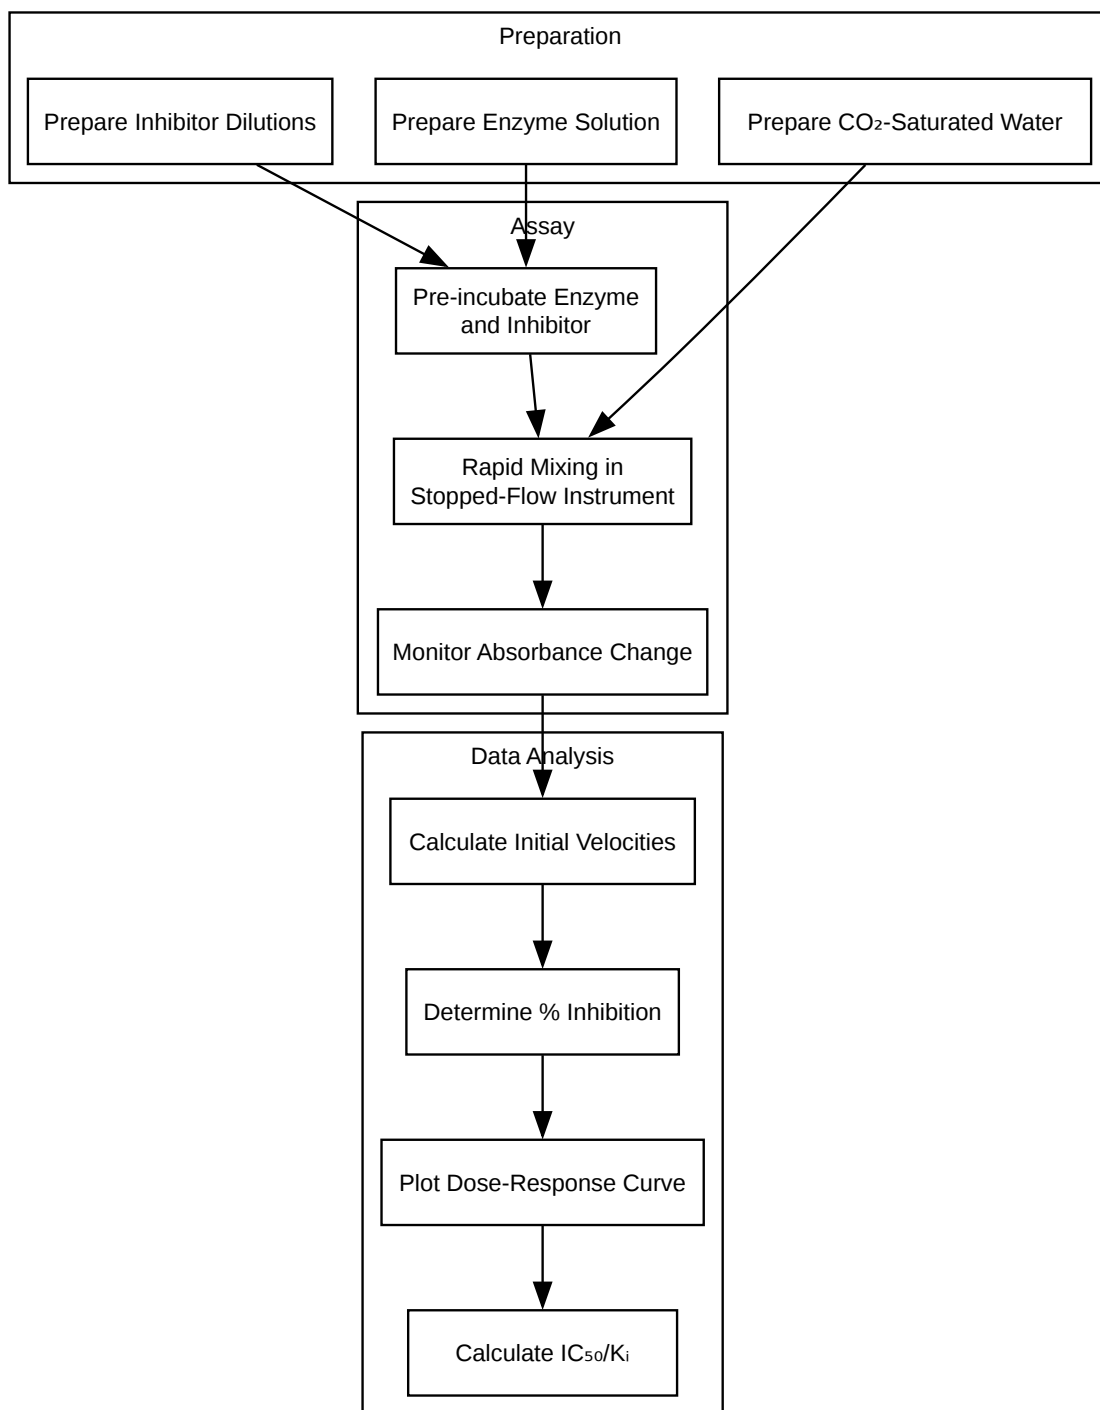 Preparation
Prepare Inhibitor Dilutions
Prepare Enzyme Solution
Prepare CO₂-Saturated Water
Assay
Pre-incubate Enzyme
and Inhibitor
Rapid Mixing in
Stopped-Flow Instrument
Monitor Absorbance Change
Data Analysis
Calculate Initial Velocities
Determine % Inhibition
Plot Dose-Response Curve
Calculate IC₅₀/Kᵢ